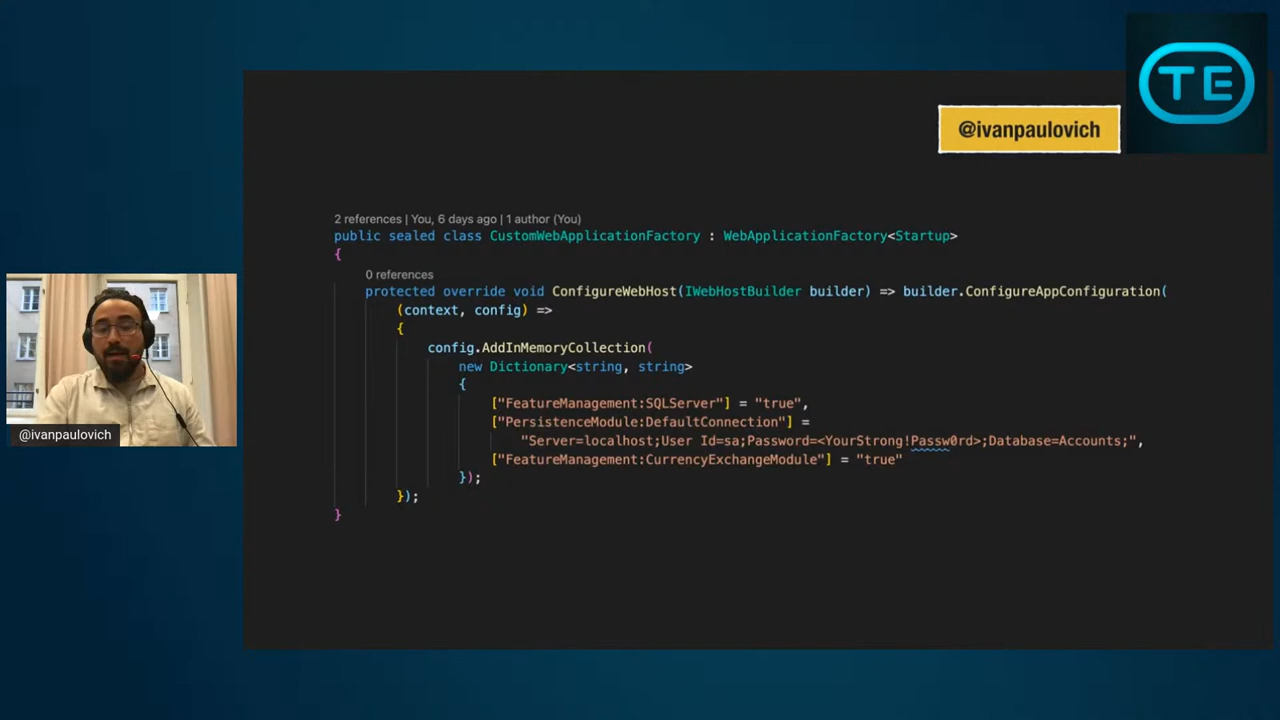 TE
@ivanpaulovich
2 references | You, 6 days ago | 1 author (You)
public sealed class CustomWebApplicationFactory : WebApplicationFactory<Startup>
{
0 references
protected override void ConfigureWebHost(IWebHostBuilder builder) => builder.ConfigureAppConfiguration(
(context, config) =>
{
config.AddInMemoryCollection(
new Dictionary<string, string>
{
["FeatureManagement:SQLServer"] = "true",
["PersistenceModule:DefaultConnection"] =
"Server=localhost;User Id=sa;Password=<YourStrong!Passw0rd>;Database=Accounts;",
["FeatureManagement:CurrencyExchangeModule"] = "true"
});
});
}
@ivanpaulovich